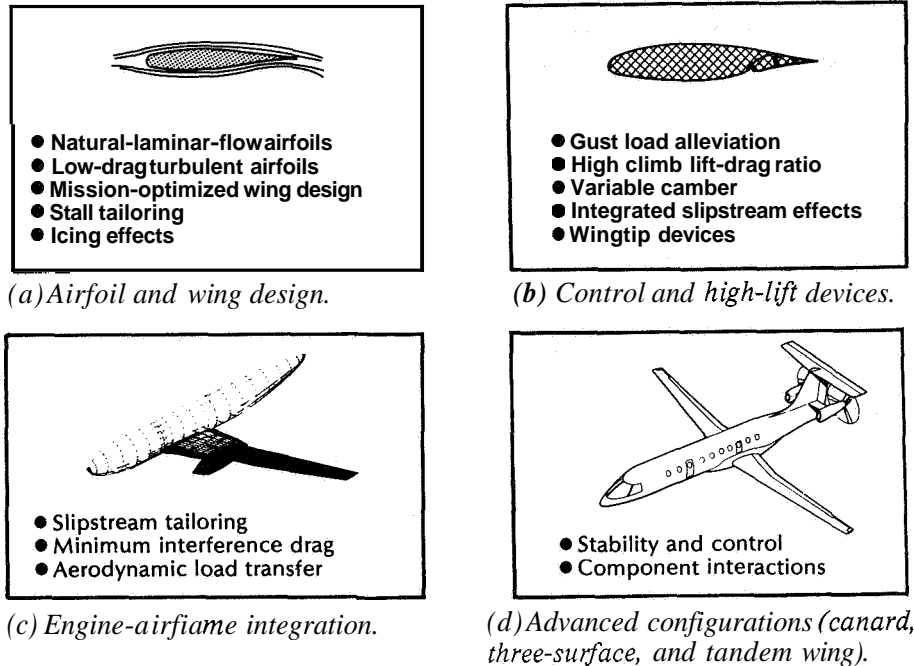 ● Natural-laminar-flowairfoils
● Low-drag turbulent airfoils
● Mission-optimized wing design
● Stall tailoring
● Icing effects
(a) Airfoil and wing design.
● Gust load alleviation
● High climb lift-drag ratio
● Variable camber
● Integrated slipstream effects
● Wingtip devices
(b) Control and high-lift devices.
● Slipstream tailoring
● Minimum interference drag
● Aerodynamic load transfer
(c) Engine-airfiame integration.
● Stability and control
● Component interactions
(d) Advanced configurations (canard,
three-surface, and tandem wing).